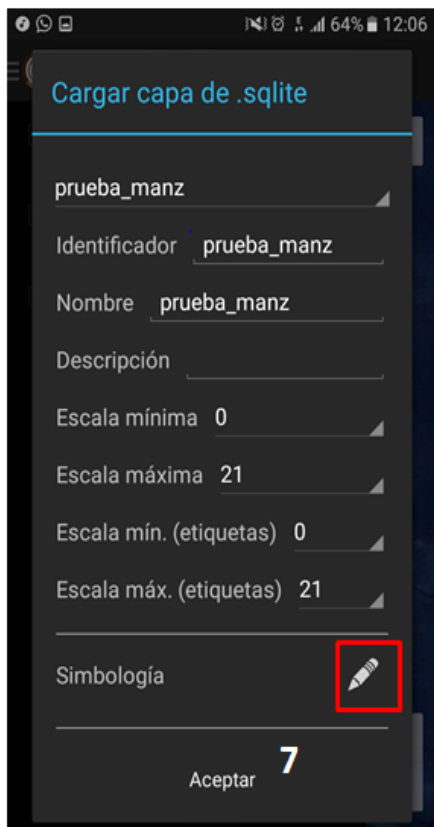 64% 12:06
Cargar capa de .sqlite
prueba_manz
Identificador prueba_manz
Nombre prueba_manz
Descripción
Escala mínima 0
Escala máxima 21
Escala mín. (etiquetas) 0
Escala máx. (etiquetas) 21
Simbología
7
Aceptar